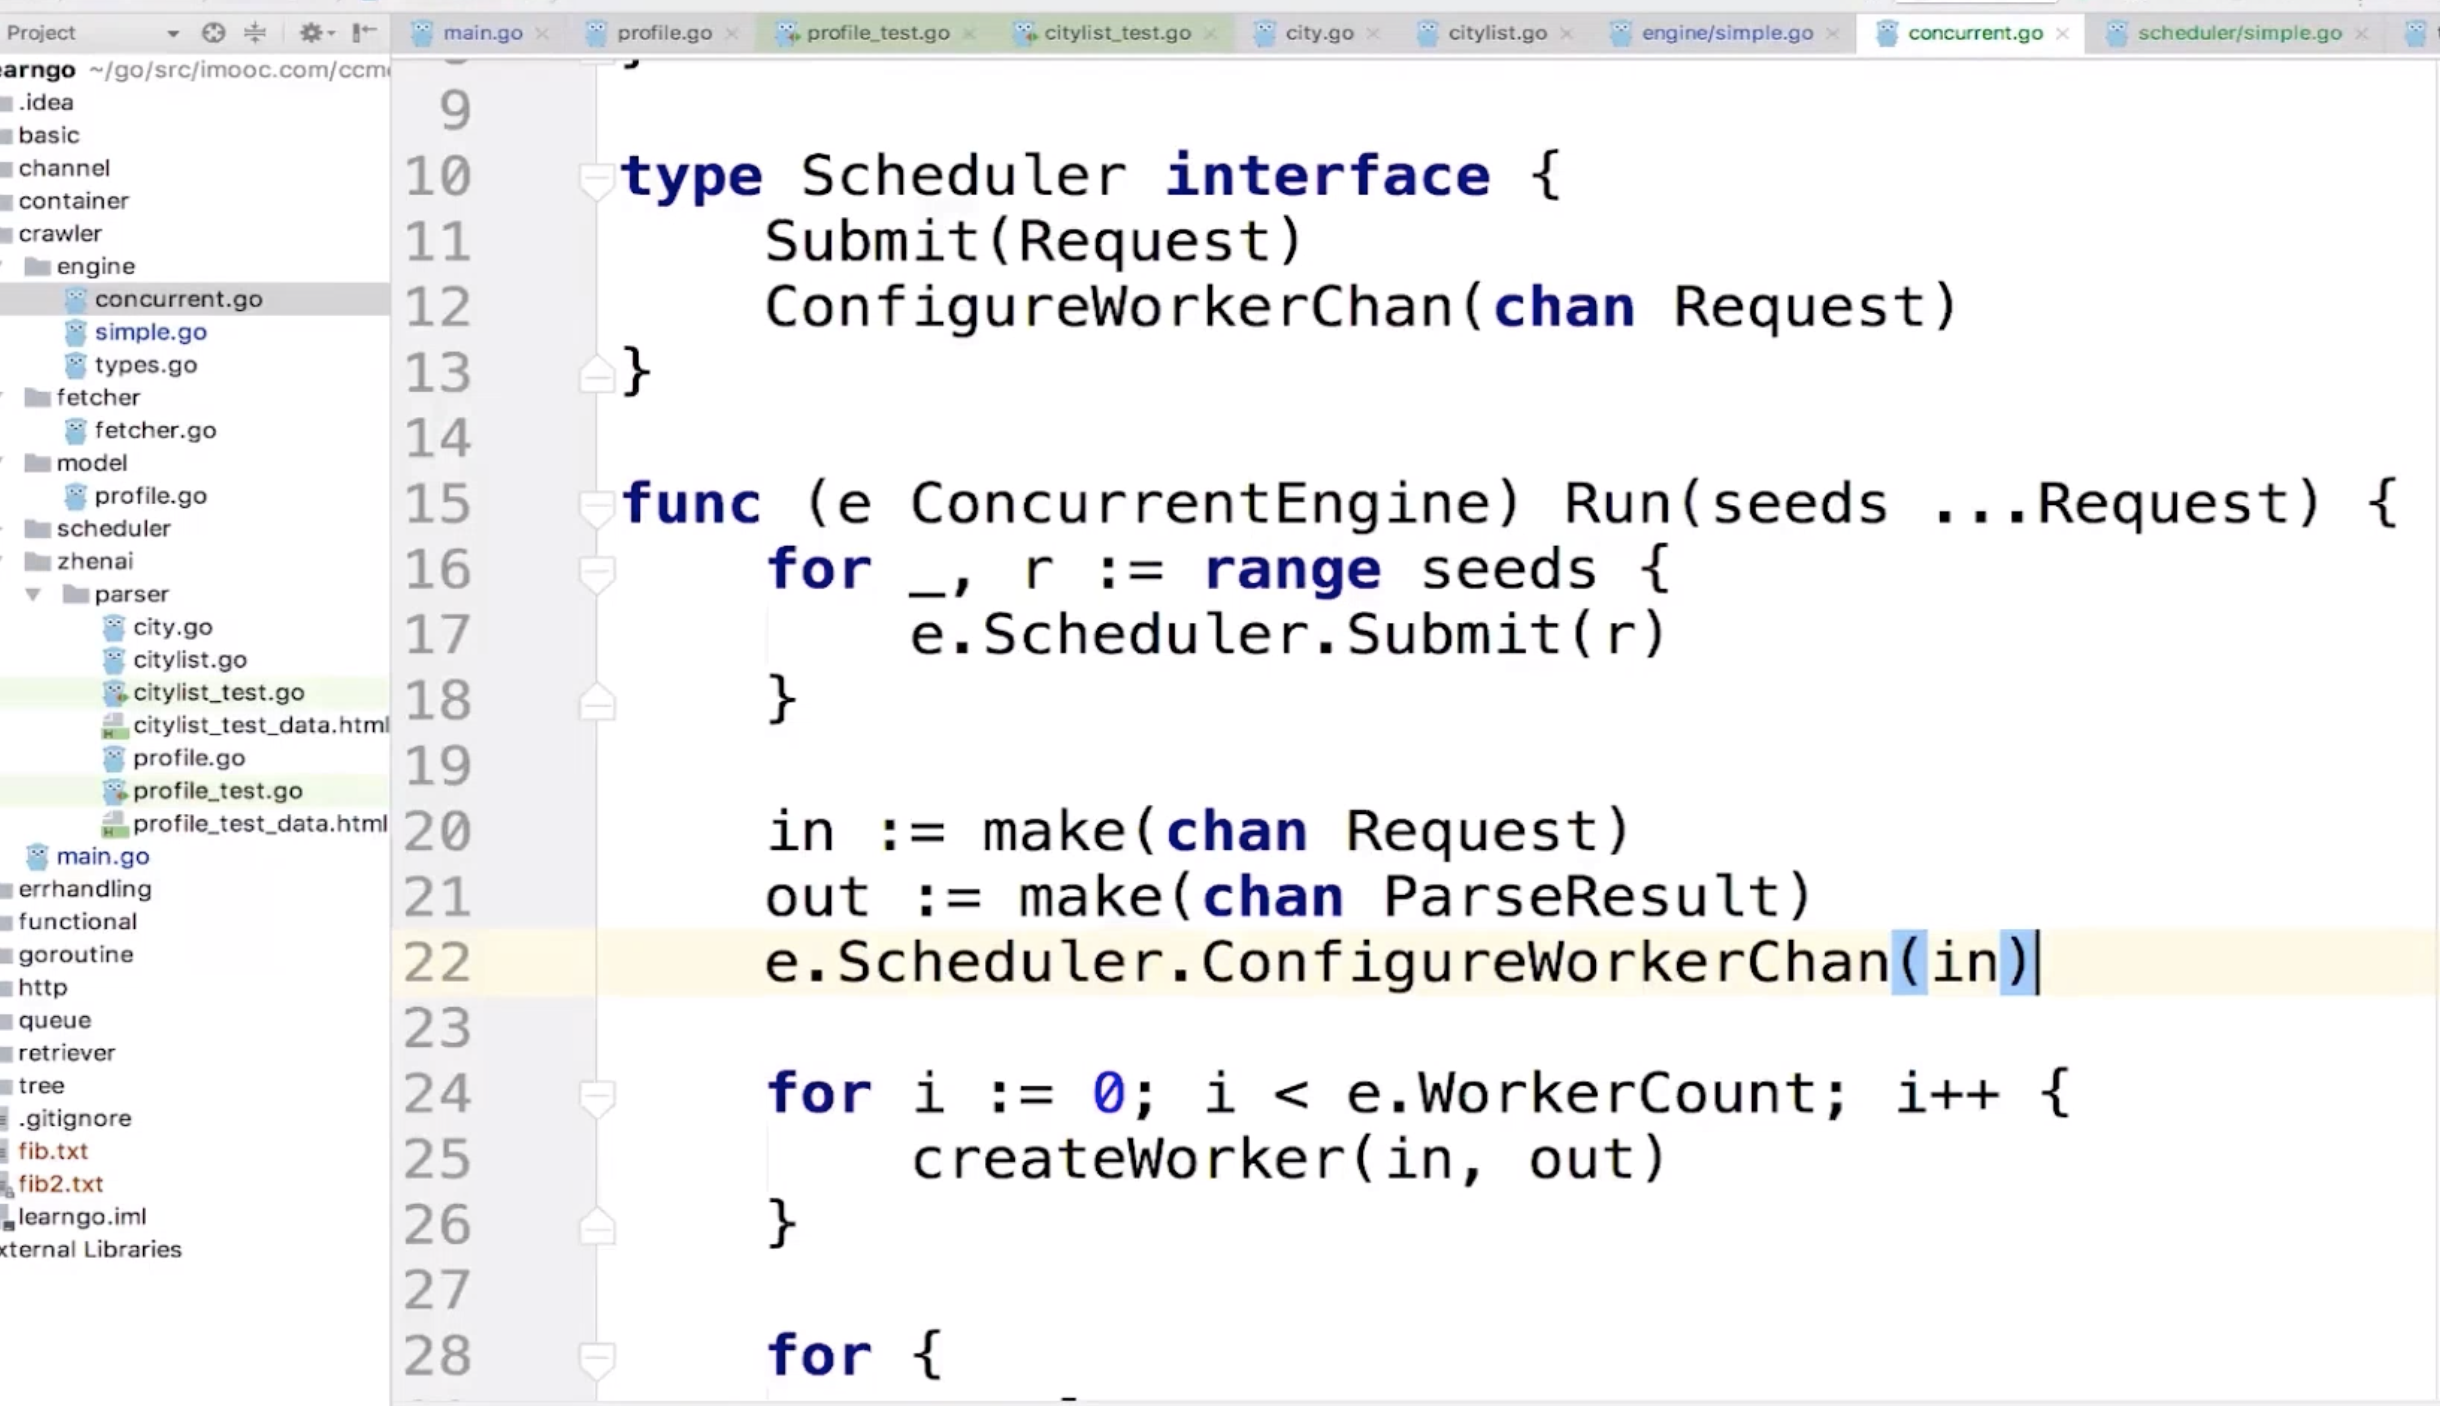 Project
main.go
profile.go
profile_test.go
citylist_test.go
city.go
citylist.go
engine/simple.go
concurrent.go
scheduler/simple.go
earngo ~/go/src/imooc.com/ccm
.idea
basic
channel
container
crawler
engine
concurrent.go
simple.go
types.go
fetcher
fetcher.go
model
profile.go
scheduler
zhenai
parser
city.go
citylist.go
citylist_test.go
citylist_test_data.html
profile.go
profile_test.go
profile_test_data.html
main.go
errhandling
functional
goroutine
http
queue
retriever
tree
.gitignore
fib.txt
fib2.txt
learngo.iml
xternal Libraries
9
10 type Scheduler interface {
11 Submit(Request)
12 ConfigureWorkerChan(chan Request)
13 }
14
15 func (e ConcurrentEngine) Run(seeds ...Request) {
16 for _, r := range seeds {
17 e.Scheduler.Submit(r)
18 }
19
20 in := make(chan Request)
21 out := make(chan ParseResult)
22 e.Scheduler.ConfigureWorkerChan(in)
23
24 for i := 0; i < e.WorkerCount; i++ {
25 createWorker(in, out)
26 }
27
28 for {